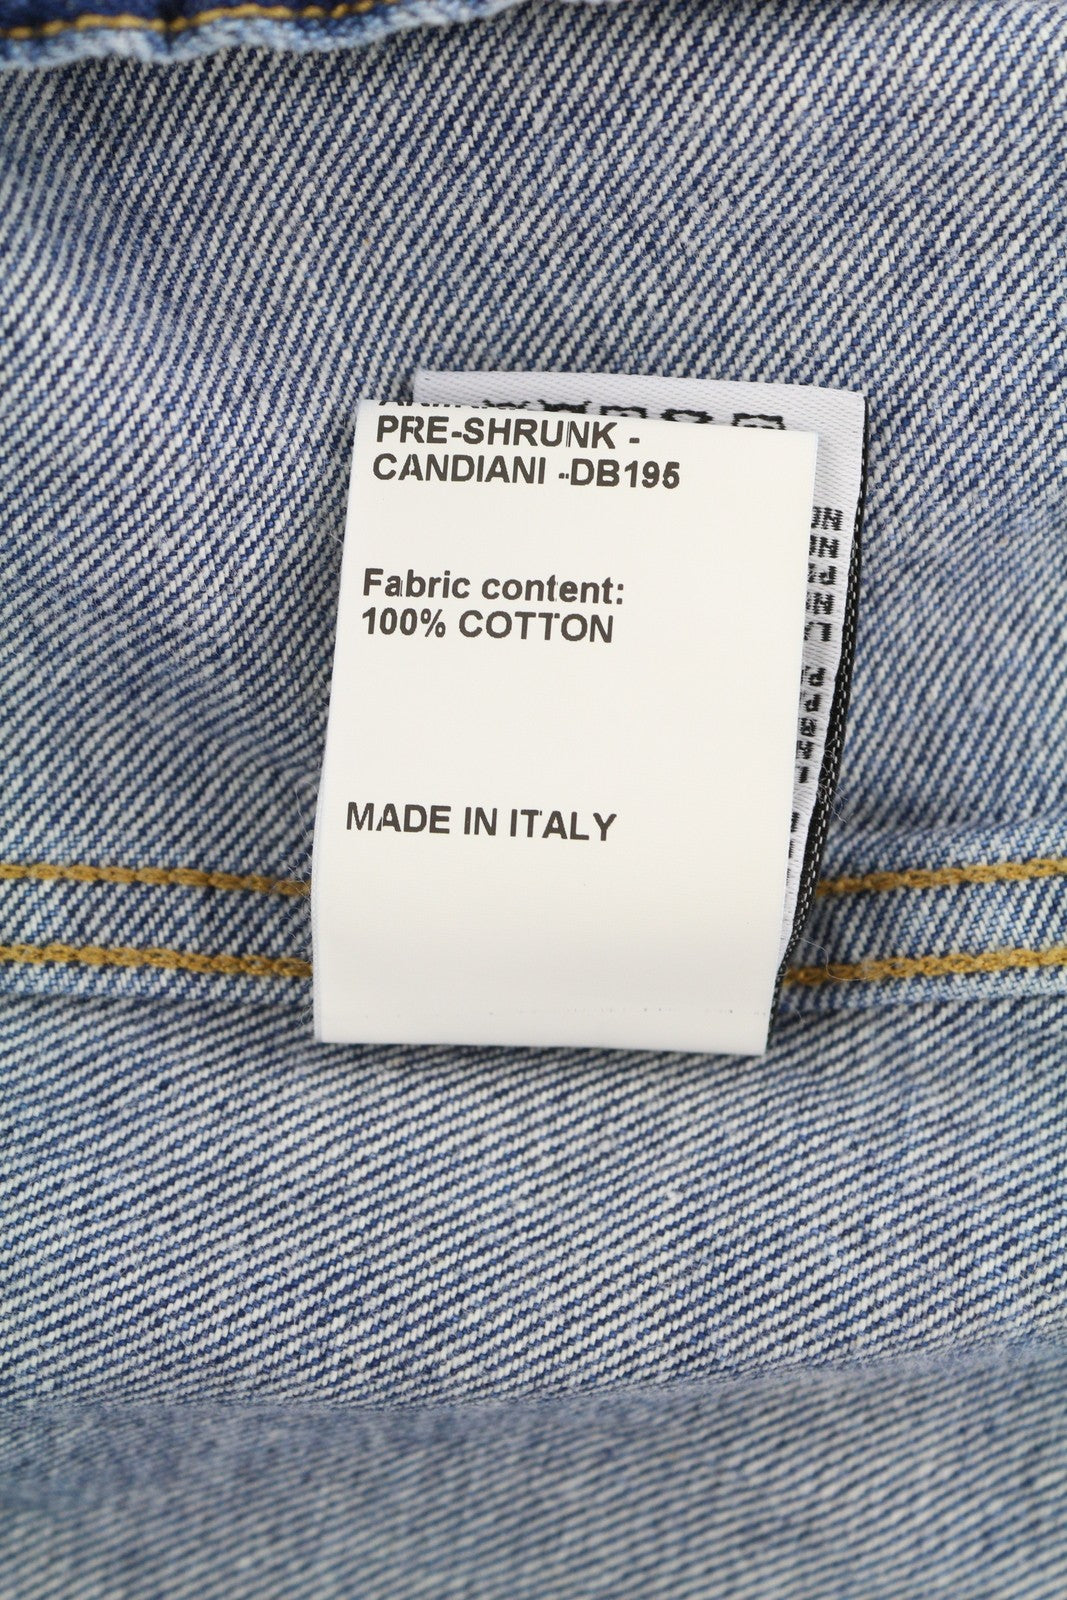 PRE-SHRUNK -
CANDIANI -DB195
Fabric content:
100% COTTON
MADE IN ITALY